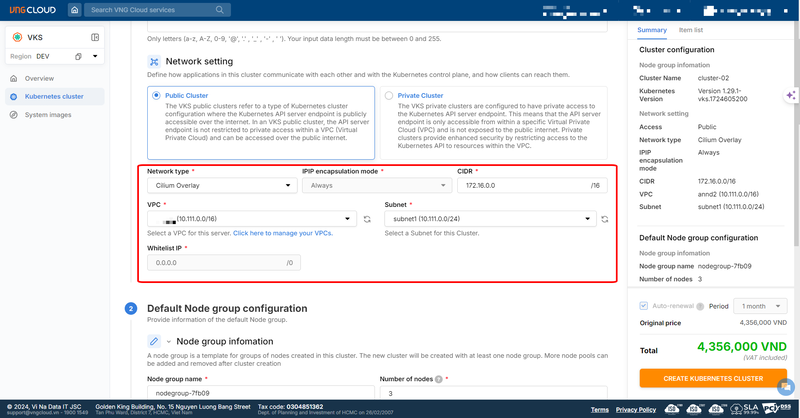 VNG CLOUD
Search VNG Cloud services
VKS
Region DEV
Overview
Kubernetes cluster
System images
Only letters (a-z, A-Z, 0-9, '@', '.' , '_' , '-' , ' '). Your input data length must be between 0 and 255.
Network setting
Define how applications in this cluster communicate with each other and with the Kubernetes control plane, and how clients can reach them.
Public Cluster
The VKS public clusters refer to a type of Kubernetes cluster
configuration where the Kubernetes API server endpoint is publicly
accessible over the internet. In an VKS public cluster, the API server
endpoint is not restricted to private access within a VPC (Virtual
Private Cloud) and can be accessed over the public internet.
Private Cluster
The VKS private clusters are configured to have private access to
the Kubernetes API server endpoint, This means that the API server
endpoint is only accessible from within a specific Virtual Private
Cloud (VPC) and is not exposed to the public internet. Private
clusters provide enhanced security by restricting access to the
Kubernetes API to resources within the VPC.
Network type *
IPIP encapsulation mode *
CIDR *
Cilium Overlay
Always
172.16.0.0 /16
VPC *
Subnet *
(10.111.0.0/16)
subnet1 (10.111.0.0/24)
Select a VPC for this server. Click here to manage your VPCs.
Select a Subnet for this Cluster.
Whitelist IP *
0.0.0.0 /0
2 Default Node group configuration
Provide information of the default Node group.
Node group infomation
A node group is a template for groups of nodes created in this cluster. The new cluster will be created with at least one node group. More node pools can
be added and removed after cluster creation
Node group name *
Number of nodes ?
nodegroup-7fb09
3
Summary Item list
Cluster configuration
Node group infomation
Cluster Name cluster-02
Kubernetes Version 1.29.1-
Version vks.1724605200
Network setting
Access Public
Network type Cilium Overlay
IPIP Always
encapsulation
mode
CIDR 172.16.0.0/16
VPC annd2 (10.111.0.0/16)
Subnet subnet1 (10.111.0.0/24)
Default Node group configuration
Node group infomation
Node group name nodegroup-7fb09
Number of nodes 3
Auto-renewal ? Period 1 month
Original price 4,356,000 VND
Total 4,356,000 VND
(VAT included)
CREATE KUBERNETES CLUSTER
© 2024, Vi Na Data IT JSC
support@vngcloud.vn - 1900 1549
Golden King Building, No. 15 Nguyen Luong Bang Street
Tan Phu Ward, District 7, HCMC, Viet Nam
Tax code: 0304851362
Dept. of Planning and Investment of HCMC on 26/02/2007
Terms
Privacy Policy
SLA
99.99%
PCI
DSS